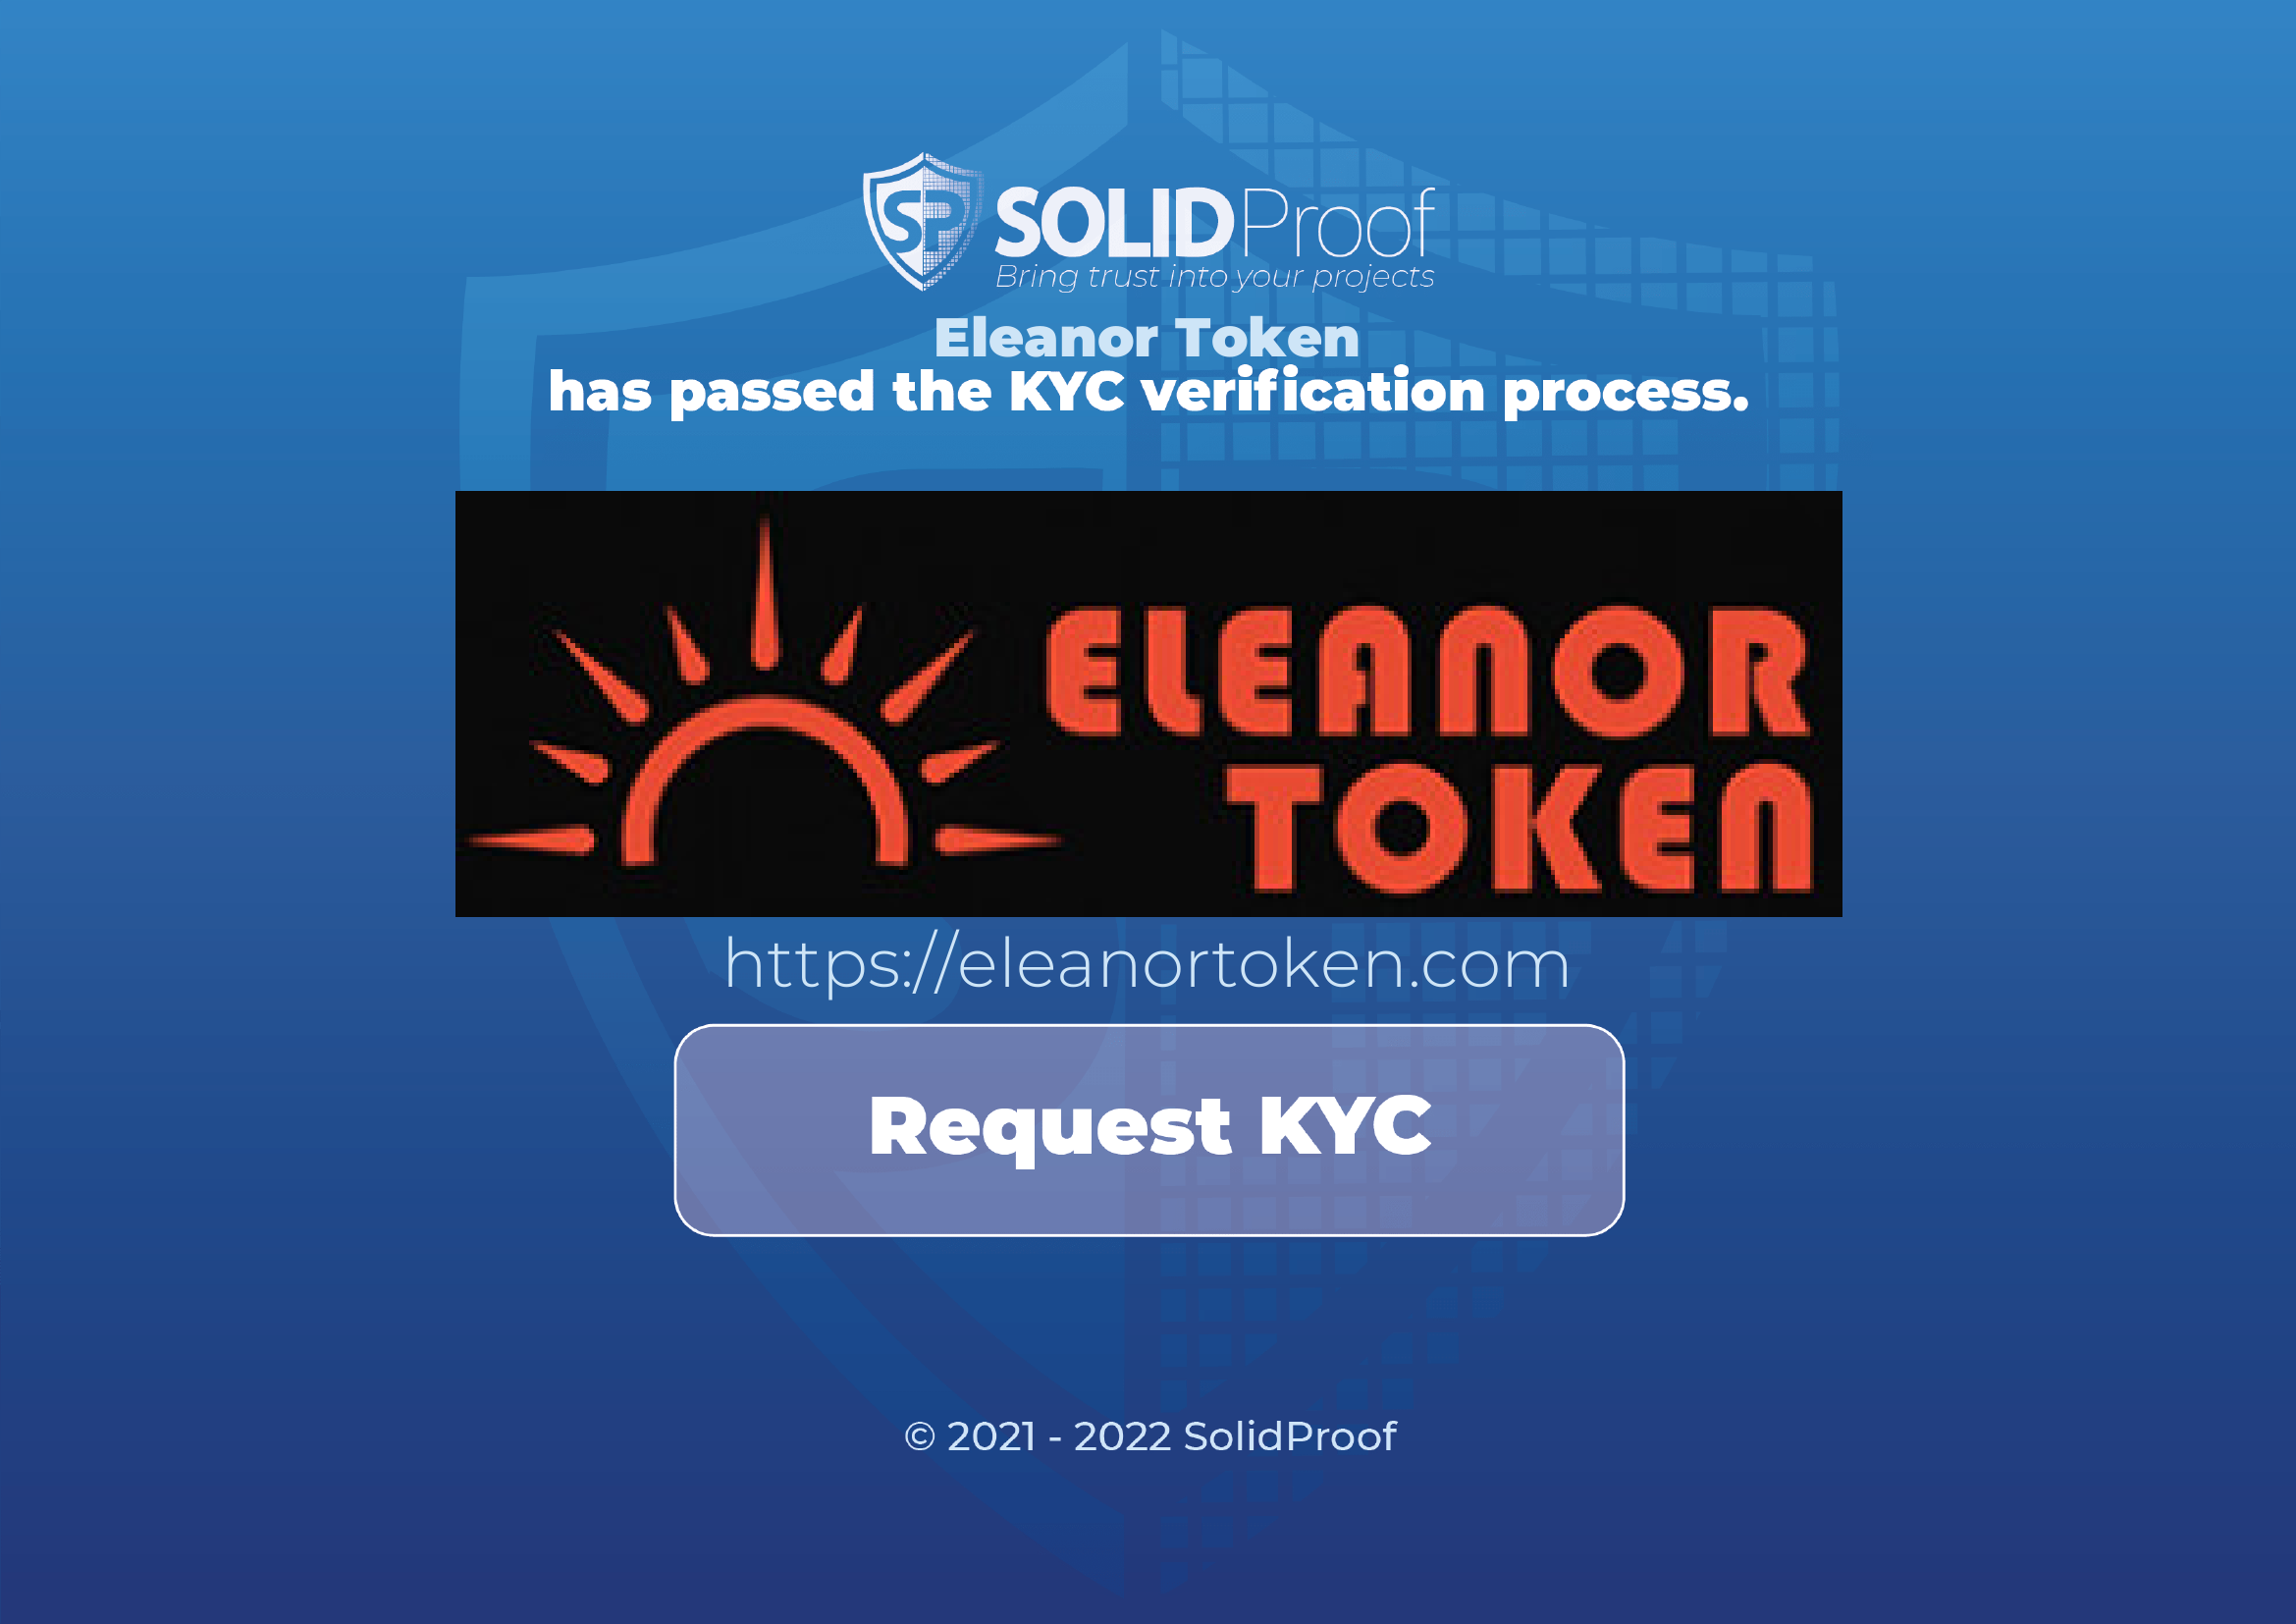 SP SOLIDProof
Bring trust into your projects
Eleanor Token
has passed the KYC verification process.
ELEANOR
TOKEN
https://eleanortoken.com
Request KYC
© 2021 - 2022 SolidProof